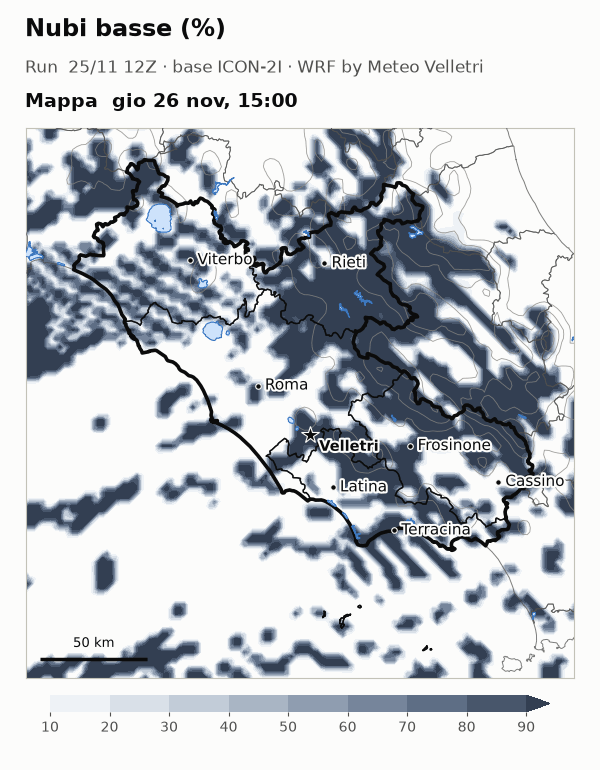 Nubi basse (%)
Run  25/11 12Z · base ICON-2I · WRF by Meteo Velletri
Mappa  gio 26 nov, 15:00
Viterbo
Rieti
Roma
Velletri
Frosinone
Latina
Cassino
Terracina
50 km
10 20 30 40 50 60 70 80 90